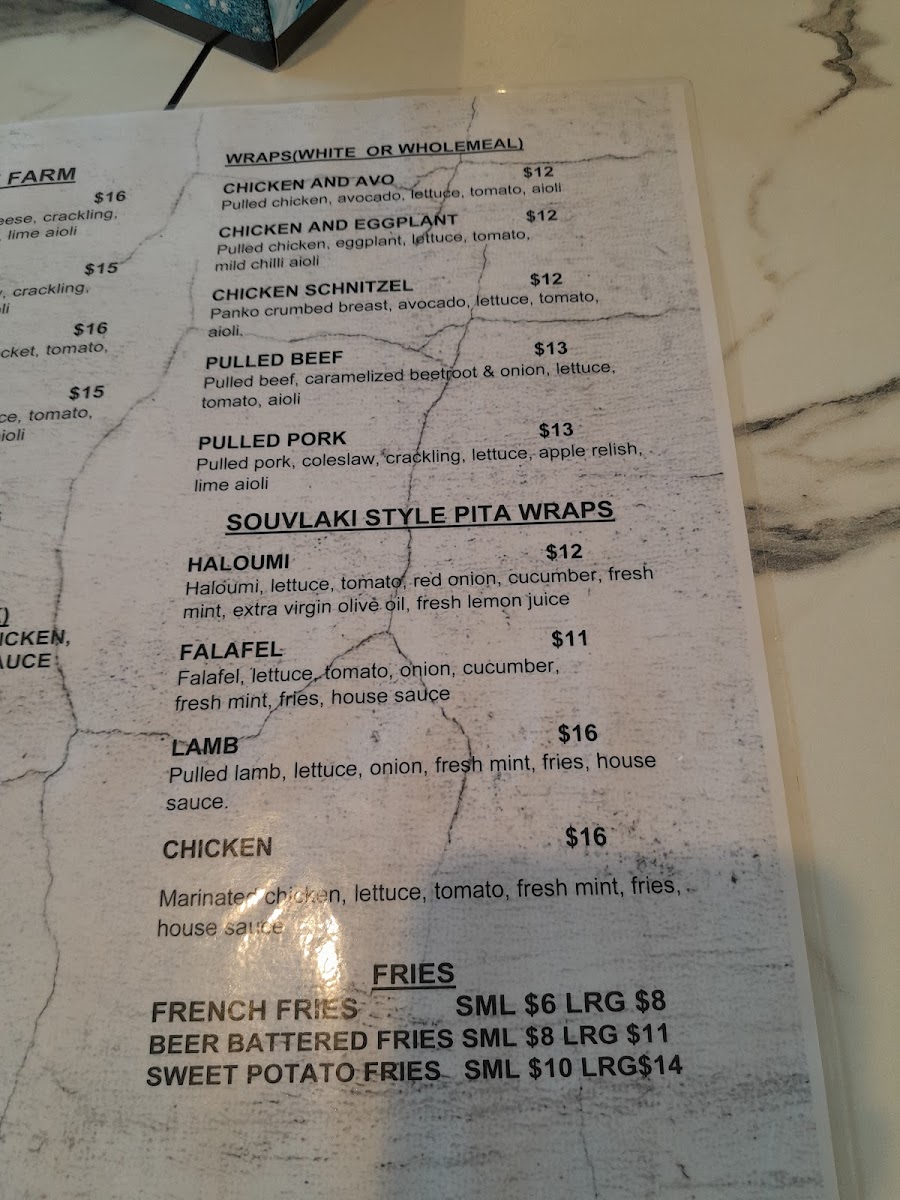 FARM
$16
crackling,
lime aioli
$15
crackling,
$16
tomato,
$15
tomato,
WRAPS(WHITE OR WHOLEMEAL)
CHICKEN AND AVO $12
Pulled chicken, avocado, lettuce, tomato, aioli
CHICKEN AND EGGPLANT $12
Pulled chicken, eggplant, lettuce, tomato,
mild chilli aioli
CHICKEN SCHNITZEL $12
Panko crumbed breast, avocado, lettuce, tomato,
aioli.
PULLED BEEF $13
Pulled beef, caramelized beetroot & onion, lettuce,
tomato, aioli
PULLED PORK $13
Pulled pork, coleslaw, crackling, lettuce, apple relish,
lime aioli
SOUVLAKI STYLE PITA WRAPS
HALOUMI $12
Haloumi, lettuce, tomato, red onion, cucumber, fresh
mint, extra virgin olive oil, fresh lemon juice
FALAFEL $11
Falafel, lettuce, tomato, onion, cucumber,
fresh mint, fries, house sauce
LAMB $16
Pulled lamb, lettuce, onion, fresh mint, fries, house
sauce.
CHICKEN $16
Marinated chicken, lettuce, tomato, fresh mint, fries,
house sauce
FRIES
FRENCH FRIES SML $6 LRG $8
BEER BATTERED FRIES SML $8 LRG $11
SWEET POTATO FRIES SML $10 LRG$14